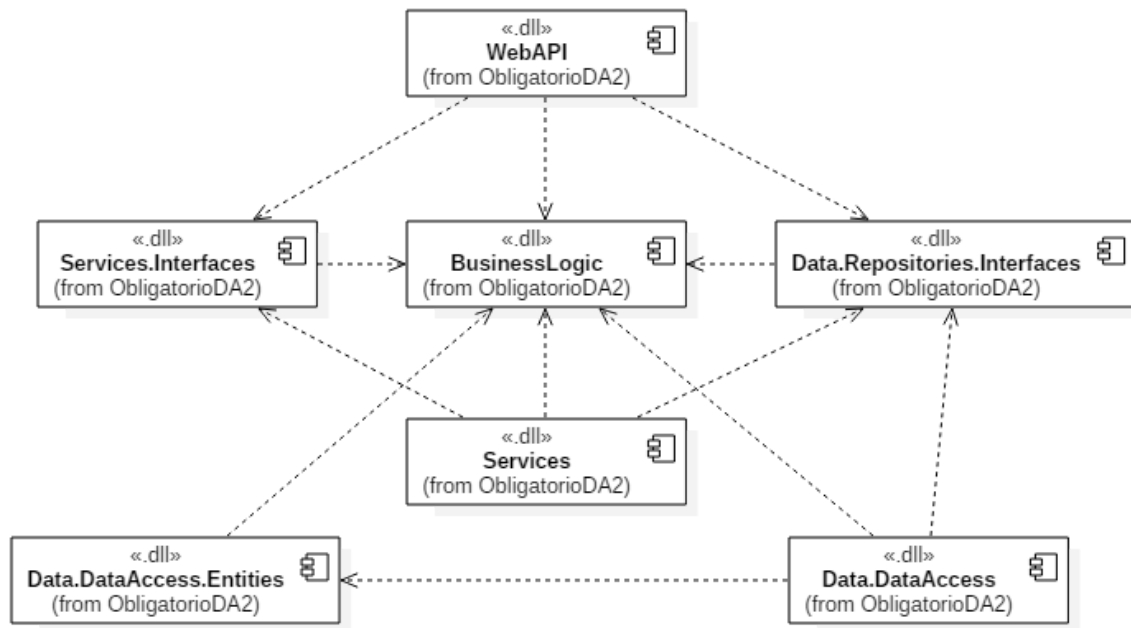 «.dll»
WebAPI
(from ObligatorioDA2)
«.dll»
Services.Interfaces
(from ObligatorioDA2)
«.dll»
BusinessLogic
(from ObligatorioDA2)
«.dll»
Data.Repositories.Interfaces
(from ObligatorioDA2)
«.dll»
Services
(from ObligatorioDA2)
«.dll»
Data.DataAccess.Entities
(from ObligatorioDA2)
«.dll»
Data.DataAccess
(from ObligatorioDA2)